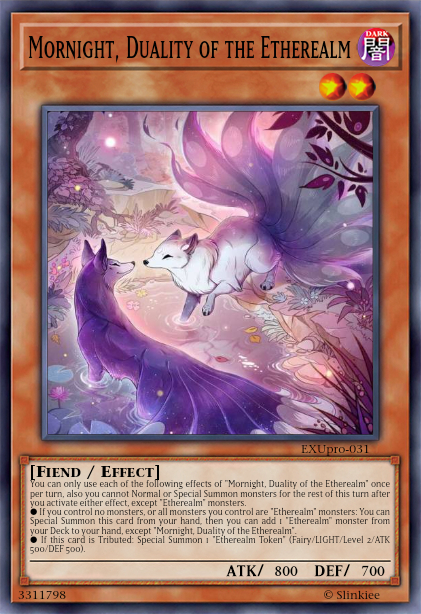 Mornight, Duality of the Etherealm
DARK
闇
EXUpro-031
[Fiend / Effect]
You can only use each of the following effects of "Mornight, Duality of the Etherealm" once
per turn, also you cannot Normal or Special Summon monsters for the rest of this turn after
you activate either effect, except "Etherealm" monsters.
● If you control no monsters, or all monsters you control are "Etherealm" monsters: You can
Special Summon this card from your hand, then you can add 1 "Etherealm" monster from
your Deck to your hand, except "Mornight, Duality of the Etherealm".
● If this card is Tributed: Special Summon 1 "Etherealm Token" (Fairy/LIGHT/Level 2/ATK
500/DEF 500).
ATK/ 800 DEF/ 700
3311798 © Slinkiee